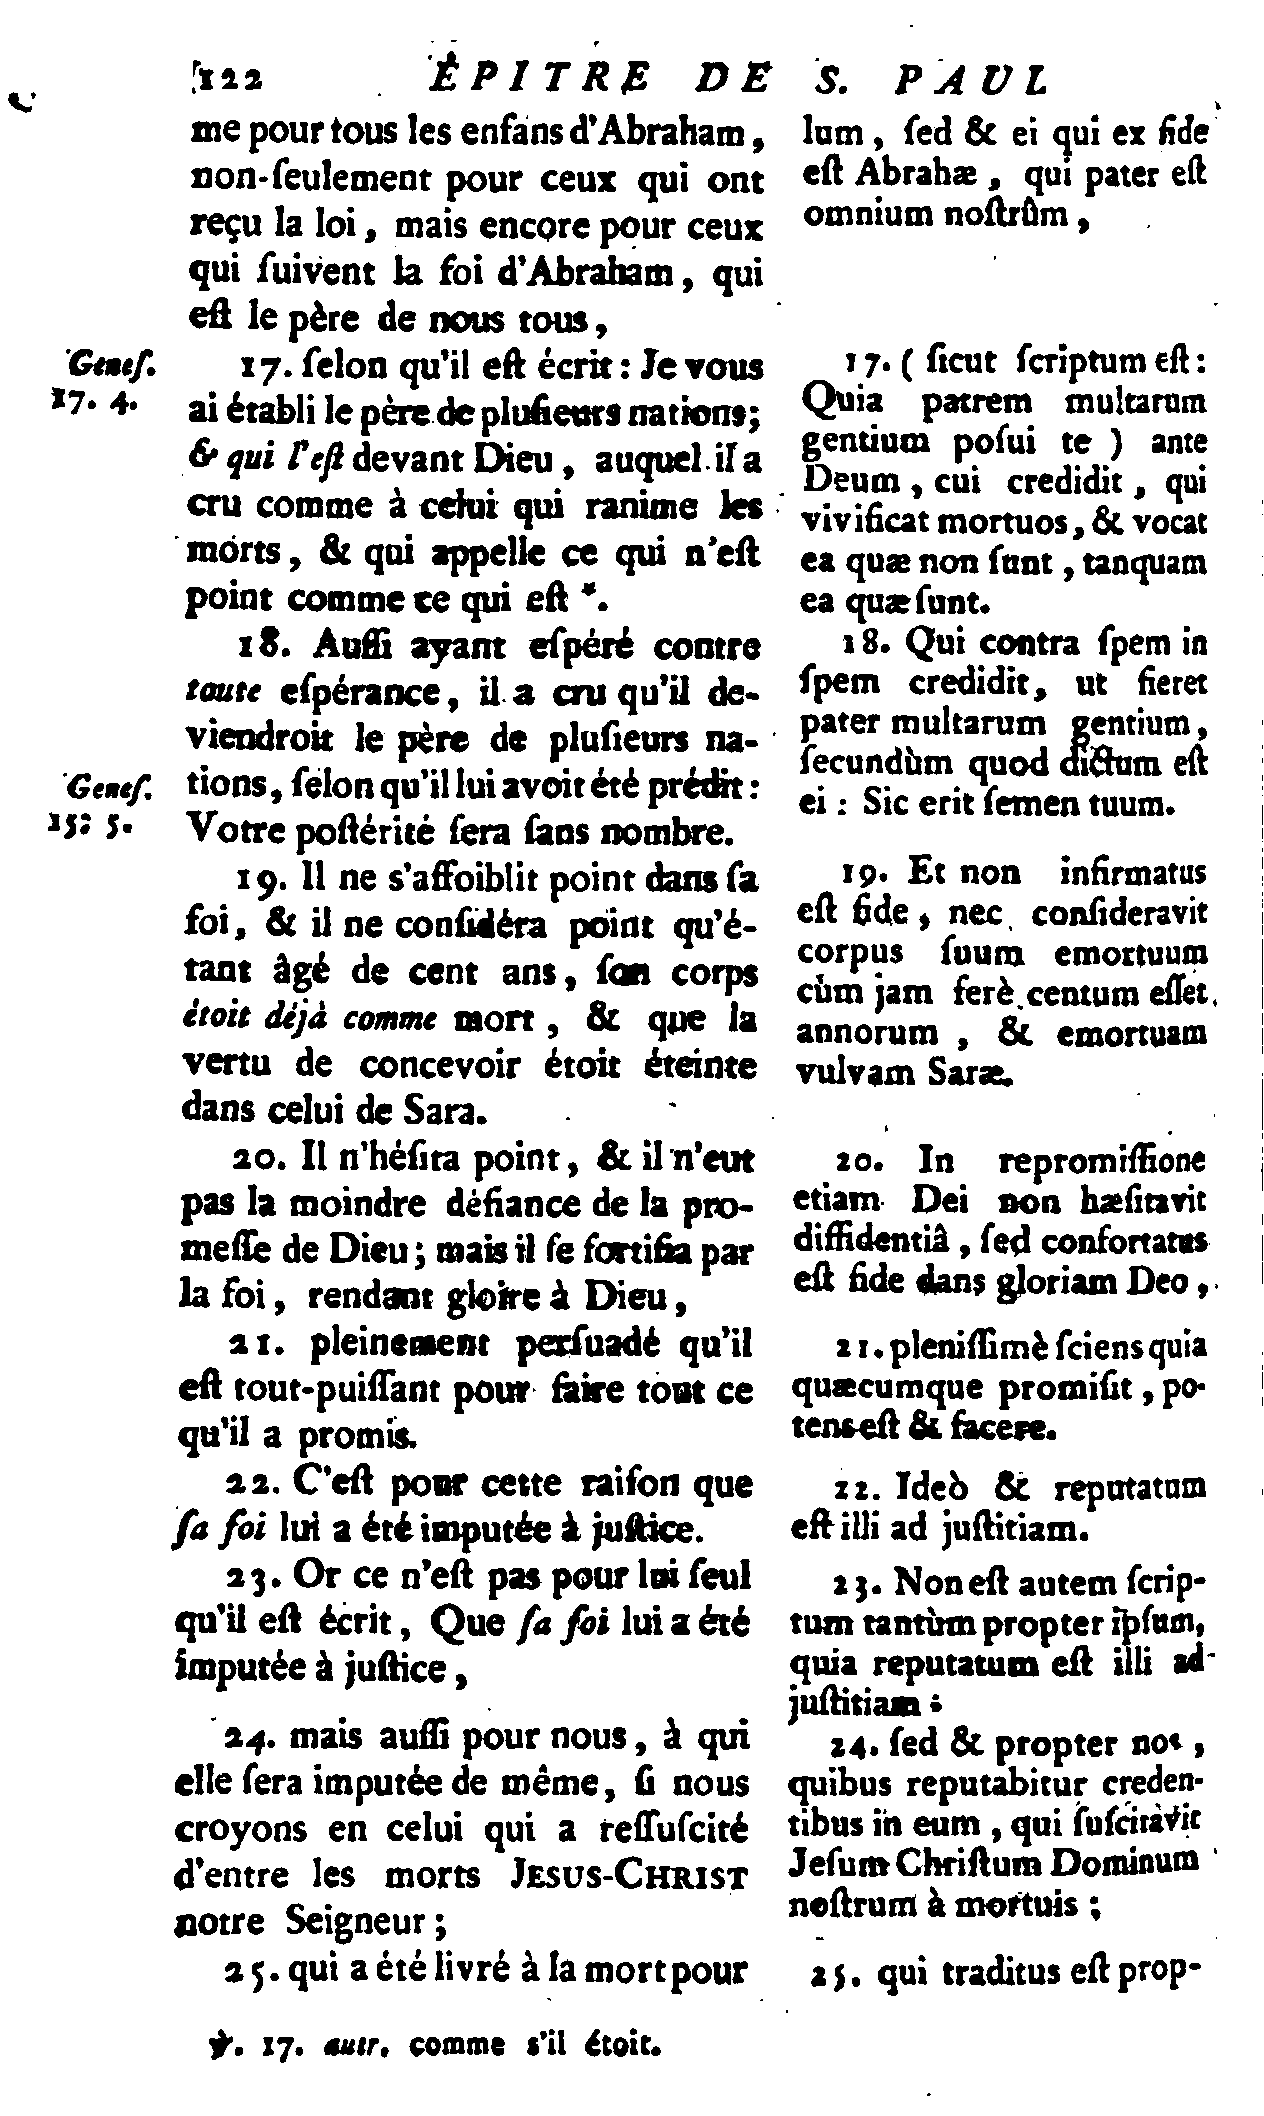 122 ÉPITRE DE S. PAUL
me pour tous les enfans d'Abraham,
non-ſeulement pour ceux qui ont
reçu la loi, mais encore pour ceux
qui ſuivent la foi d'Abraham, qui
eſt le père de nous tous,
Geneſ.
17. 4.
17. ſelon qu'il eſt écrit : Je vous
ai établi le père de pluſieurs nations;
& qui l'eſt devant Dieu, auquel il a
cru comme à celui qui ranime les
morts, & qui appelle ce qui n'eſt
point comme ce qui eſt *.
18. Auſſi ayant eſpéré contre
toute eſpérance, il a cru qu'il de-
viendroit le père de pluſieurs na-
Geneſ.
15: 5.
tions, ſelon qu'il lui avoit été prédit :
Votre poſtérité ſera ſans nombre.
19. Il ne s'affoiblit point dans ſa
foi, & il ne conſidéra point qu'é-
tant âgé de cent ans, ſon corps
étoit déjà comme mort, & que la
vertu de concevoir étoit éteinte
dans celui de Sara.
20. Il n'héſita point, & il n'eut
pas la moindre défiance de la pro-
meſſe de Dieu; mais il ſe fortifia par
la foi, rendant gloire à Dieu,
21. pleinement perſuadé qu'il
eſt tout-puiſſant pour faire tout ce
qu'il a promis.
22. C'eſt pour cette raiſon que
ſa foi lui a été imputée à juſtice.
23. Or ce n'eſt pas pour lui ſeul
qu'il eſt écrit, Que ſa foi lui a été
imputée à juſtice,
24. mais auſſi pour nous, à qui
elle ſera imputée de même, ſi nous
croyons en celui qui a reſſuſcité
d'entre les morts JESUS-CHRIST
notre Seigneur;
25. qui a été livré à la mort pour
lum, ſed & ei qui ex fide
eſt Abrahæ, qui pater eſt
omnium noſtrûm,
17. ( ſicut ſcriptum eſt :
Quia patrem multarum
gentium poſui te ) ante
Deum, cui credidit, qui
vivificat mortuos, & vocat
ea quæ non ſunt, tanquam
ea quæ ſunt.
18. Qui contra ſpem in
ſpem credidit, ut fieret
pater multarum gentium,
ſecundùm quod dictum eſt
ei : Sic erit ſemen tuum.
19. Et non infirmatus
eſt fide, nec conſideravit
corpus ſuum emortuum
cùm jam ferè centum eſſet
annorum, & emortuam
vulvam Saræ.
20. In repromiſſione
etiam Dei non hæſitavit
diffidentiâ, ſed confortatus
eſt fide dans gloriam Deo,
21. pleniſſimè ſciens quia
quæcumque promiſit, po-
tens eſt & facere.
22. Ideò & reputatum
eſt illi ad juſtitiam.
23. Non eſt autem ſcrip-
tum tantùm propter ipſum,
quia reputatum eſt illi ad
juſtitiam :
24. ſed & propter nos,
quibus reputabitur creden-
tibus in eum, qui ſuſcitavit
Jeſum Chriſtum Dominum
noſtrum à mortuis;
25. qui traditus eſt prop-
℣. 17. autr. comme s'il étoit.